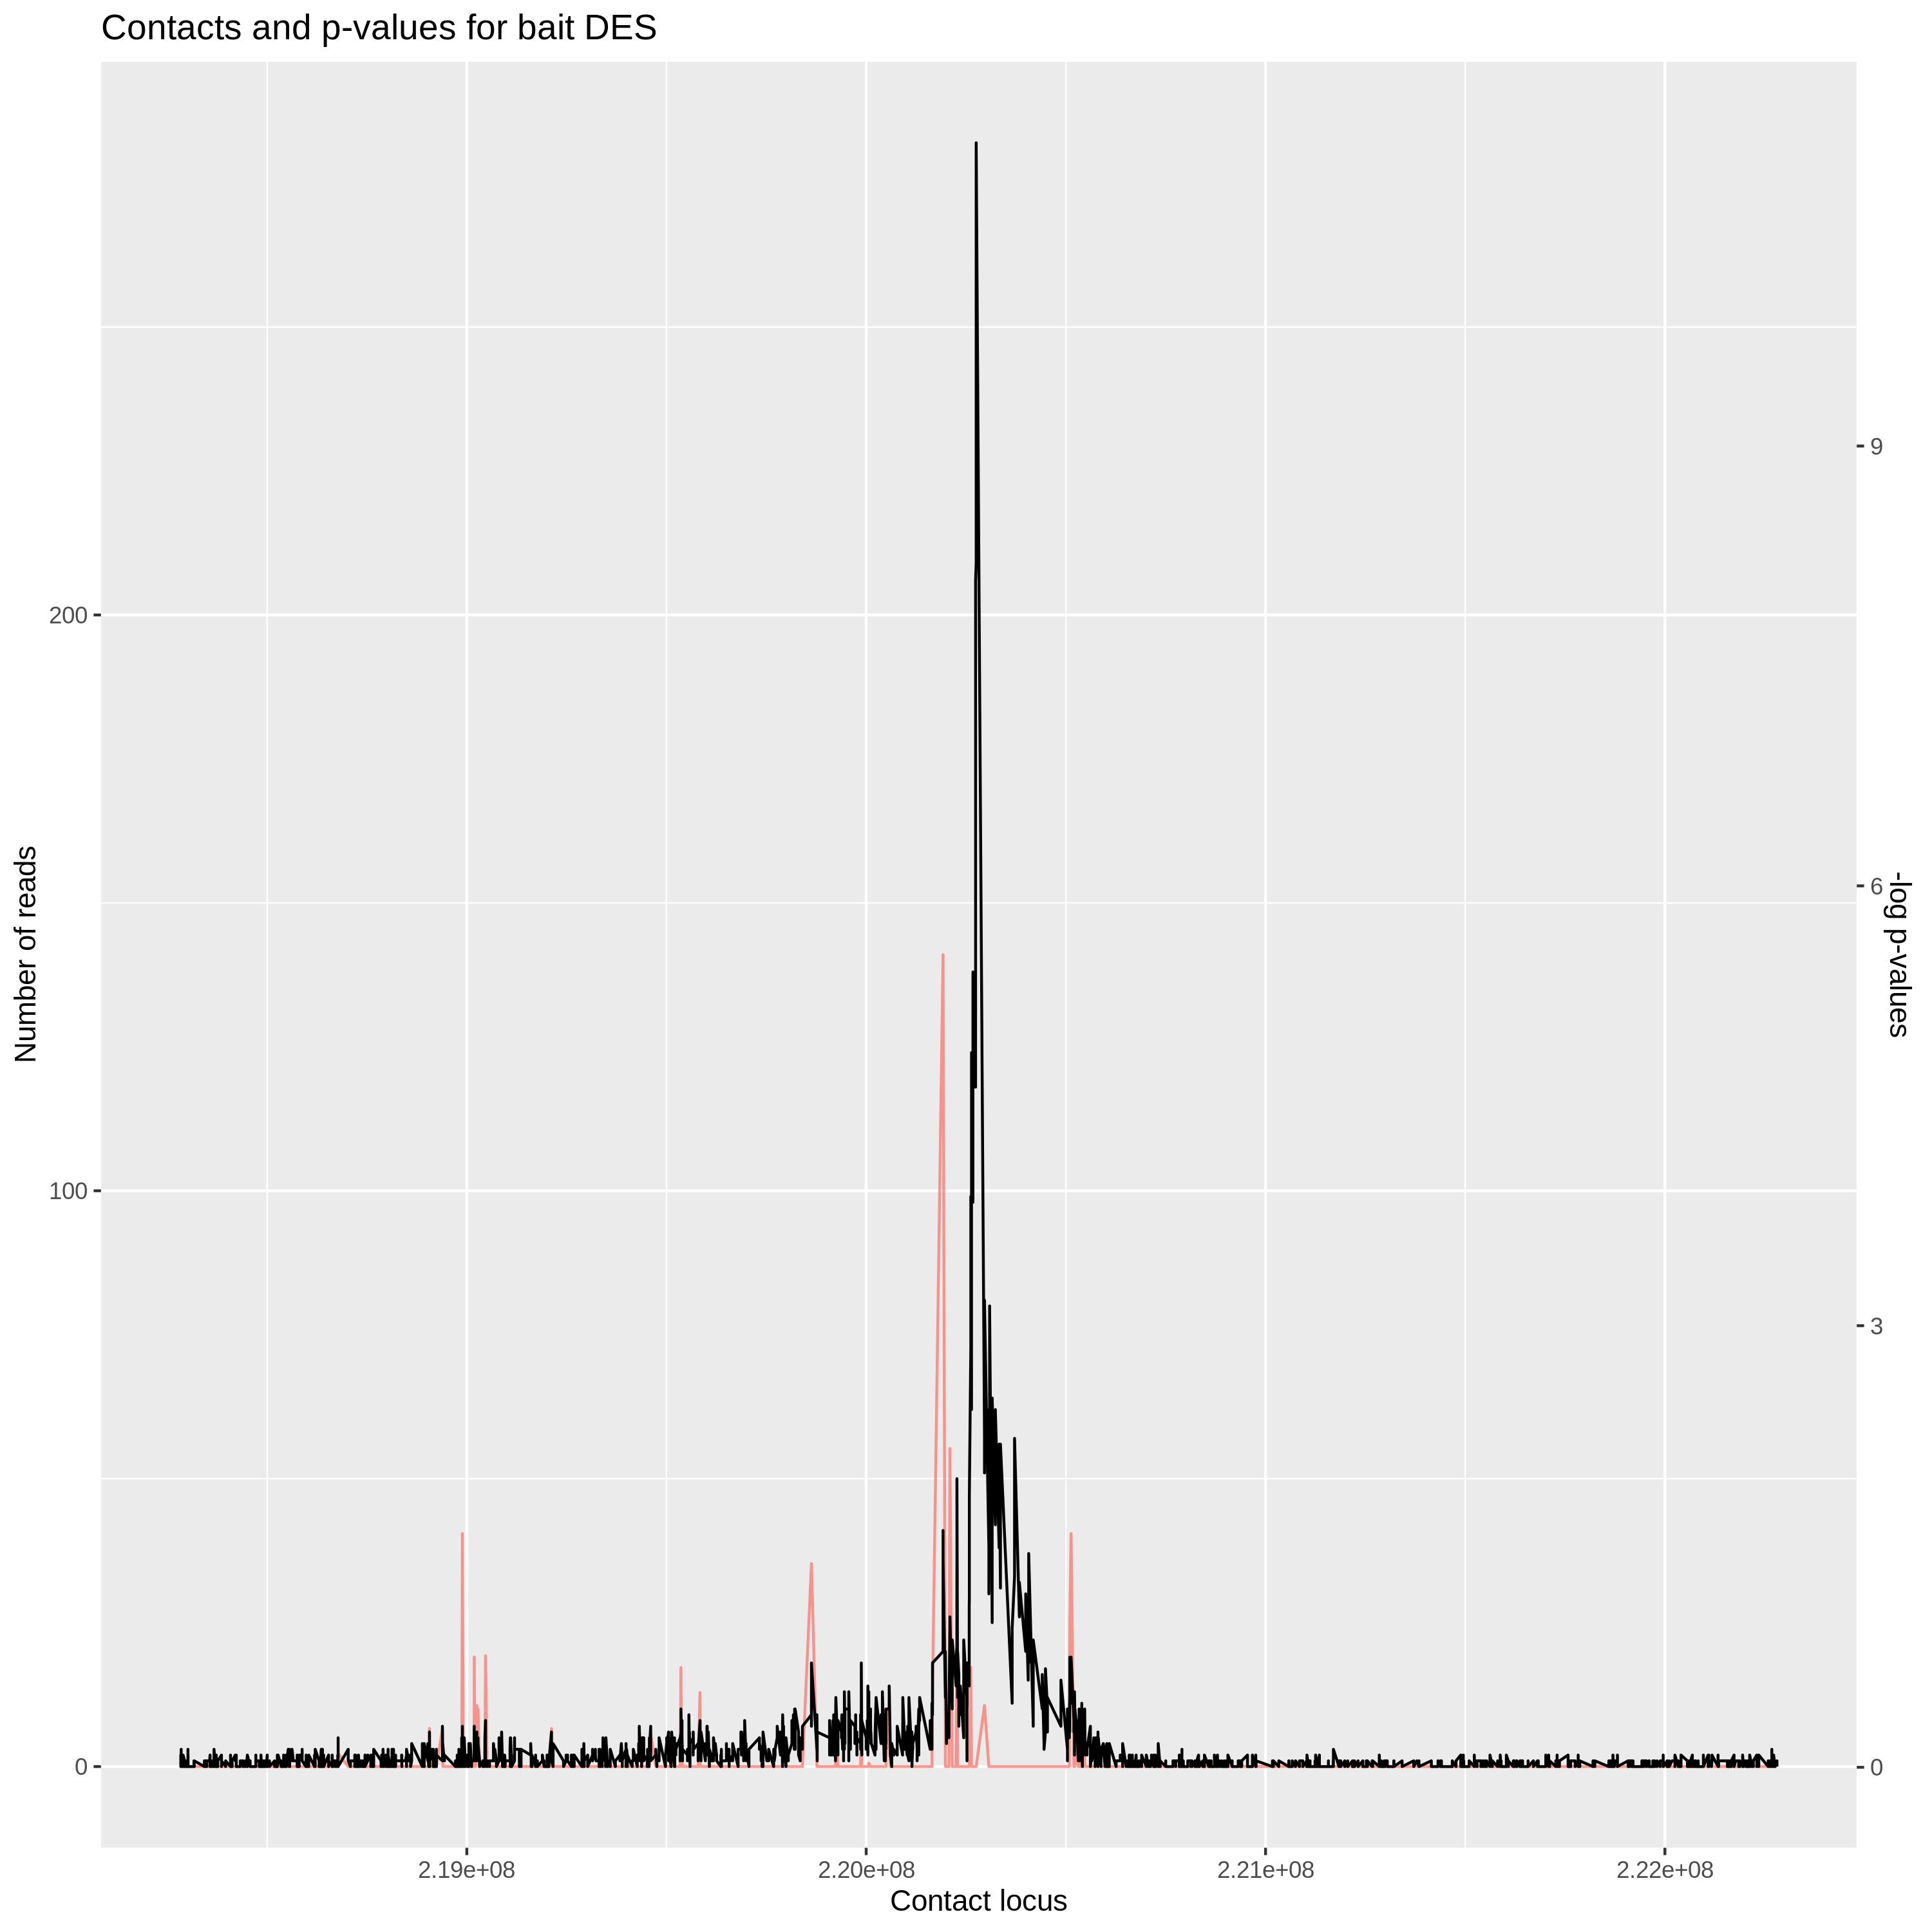 Contacts and p-values for bait DES
Number of reads
200
100
0
9
6
3
0
-log p-values
2.19e+08
2.20e+08
2.21e+08
2.22e+08
Contact locus